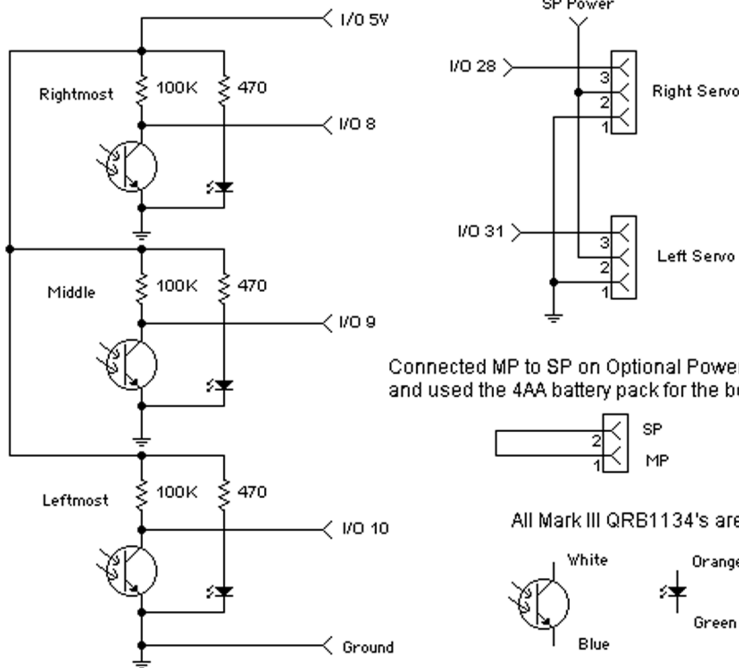 I/O 5V
Rightmost
100K
470
I/O 8
Middle
100K
470
I/O 9
Leftmost
100K
470
I/O 10
Ground
SP Power
I/O 28
3
2
1
Right Servo
I/O 31
3
2
1
Left Servo
Connected MP to SP on Optional Power
and used the 4AA battery pack for the
2
1
SP
MP
All Mark III QRB1134's are
White
Blue
Orange
Green